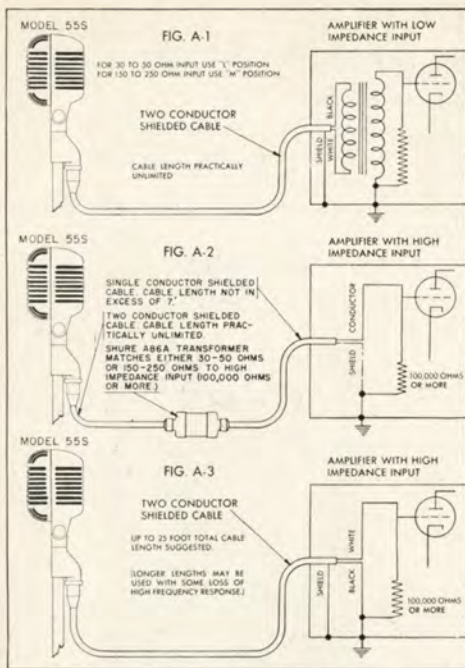 MODEL 55S
FIG. A-1
FOR 30 TO 50 OHM INPUT USE "L" POSITION
FOR 150 TO 250 OHM INPUT USE "M" POSITION
TWO CONDUCTOR
SHIELDED CABLE
CABLE LENGTH PRACTICALLY
UNLIMITED
AMPLIFIER WITH LOW
IMPEDANCE INPUT
BLACK
WHITE
SHIELD
MODEL 55S
FIG. A-2
SINGLE CONDUCTOR SHIELDED
CABLE. CABLE LENGTH NOT IN
EXCESS OF 7.'
TWO CONDUCTOR SHIELDED
CABLE. CABLE LENGTH PRAC-
TICALLY UNLIMITED.
SHURE A86A TRANSFORMER
MATCHES EITHER 30-50 OHMS
OR 150-250 OHMS TO HIGH
IMPEDANCE INPUT (100,000 OHMS
OR MORE.)
AMPLIFIER WITH HIGH
IMPEDANCE INPUT
CONDUCTOR
SHIELD
100,000 OHMS
OR MORE
MODEL 55S
FIG. A-3
TWO CONDUCTOR
SHIELDED CABLE
UP TO 25 FOOT TOTAL CABLE
LENGTH SUGGESTED.
(LONGER LENGTHS MAY BE
USED WITH SOME LOSS OF
HIGH FREQUENCY RESPONSE.)
AMPLIFIER WITH HIGH
IMPEDANCE INPUT
WHITE
SHIELD
BLACK
100,000 OHMS
OR MORE